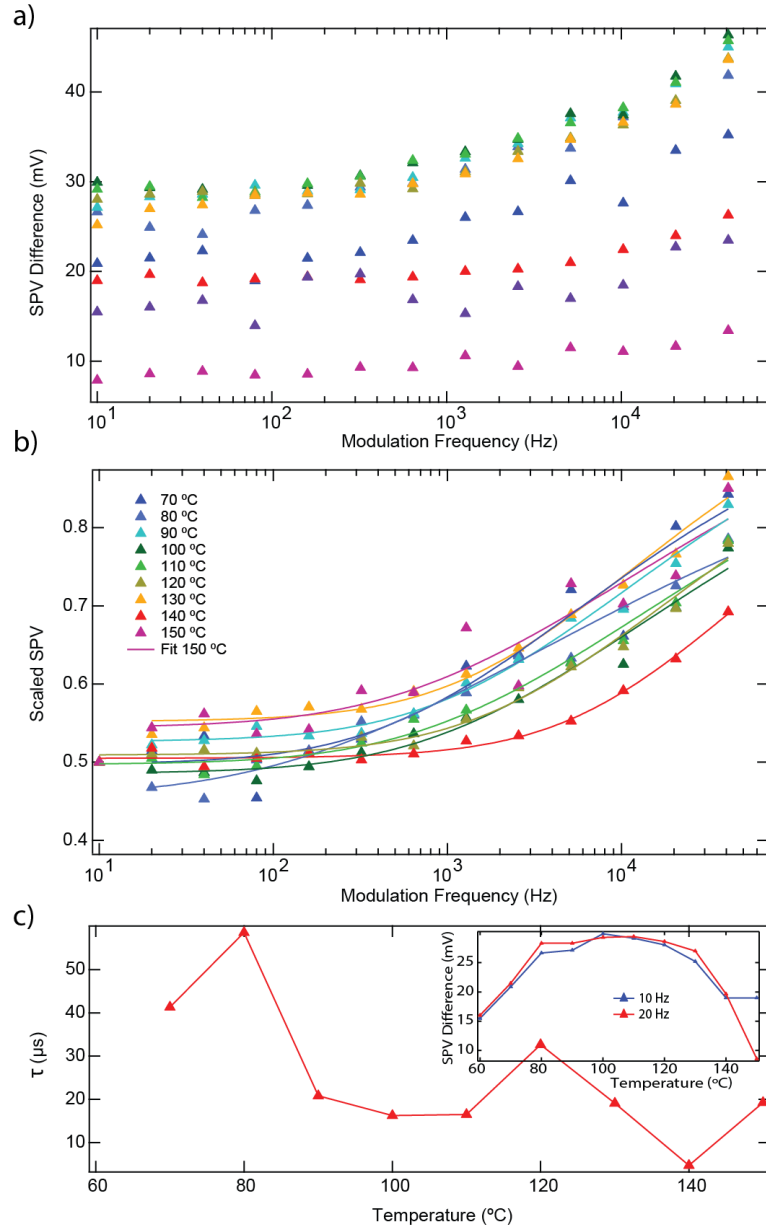 a)
40
30
20
10
SPV Difference (mV)
10¹
10²
10³
10⁴
Modulation Frequency (Hz)
b)
70 ºC
80 ºC
90 ºC
100 ºC
110 ºC
120 ºC
130 ºC
140 ºC
150 ºC
Fit 150 ºC
0.8
0.7
0.6
0.5
0.4
Scaled SPV
10¹
10²
10³
10⁴
Modulation Frequency (Hz)
c)
50
40
30
20
10
τ (µs)
60
80
100
120
140
Temperature (ºC)
25
20
15
10
SPV Difference (mV)
10 Hz
20 Hz
60
80
100
120
140
Temperature (ºC)